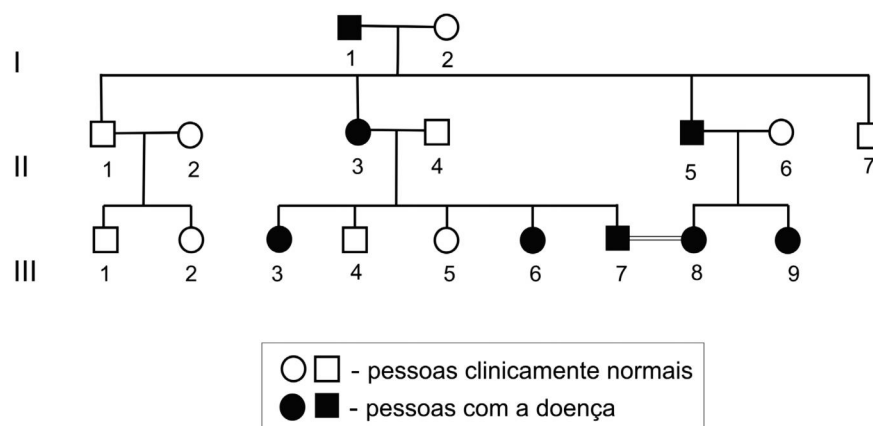 I
1 2
II
1 2 3 4 5 6 7
III
1 2 3 4 5 6 7 8 9
- pessoas clinicamente normais
- pessoas com a doença